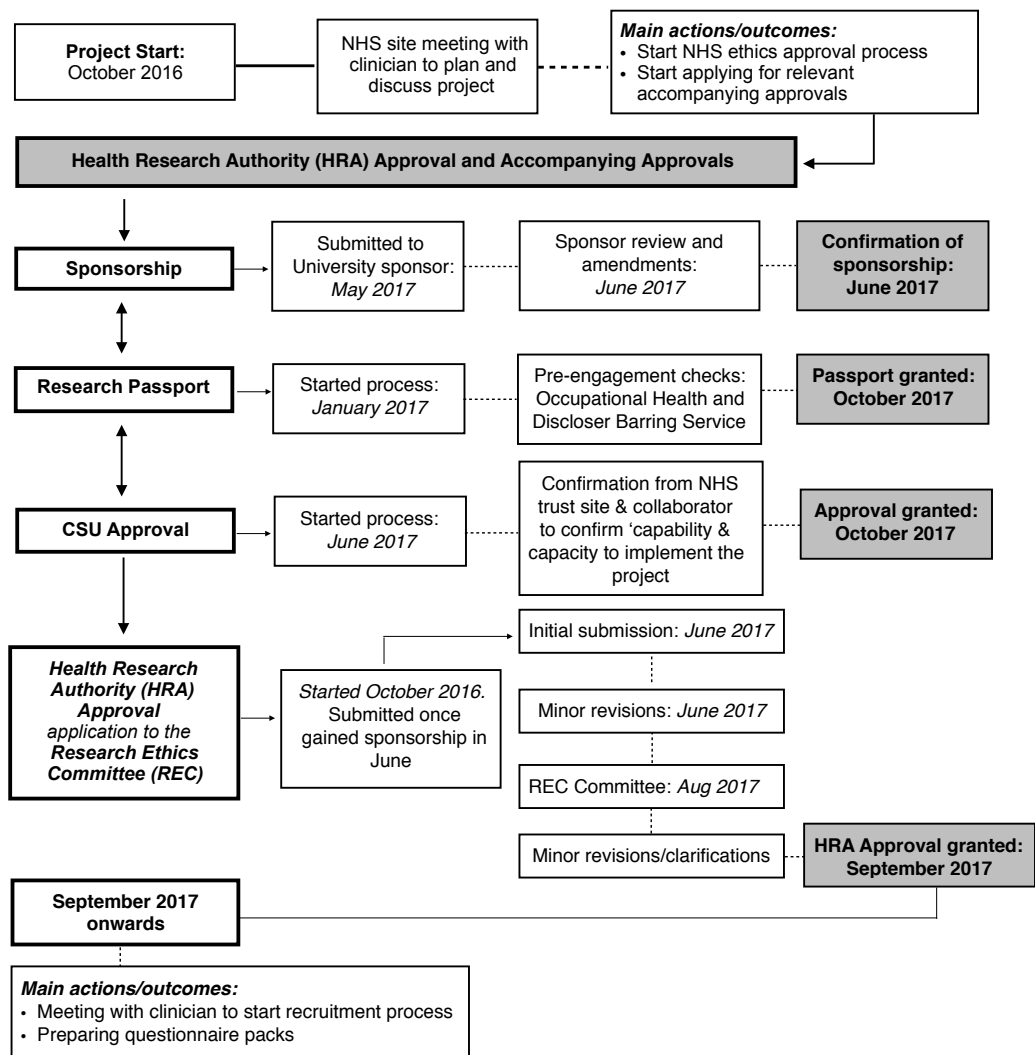 Project Start:
October 2016
NHS site meeting with
clinician to plan and
discuss project
Main actions/outcomes:
• Start NHS ethics approval process
• Start applying for relevant
accompanying approvals
Health Research Authority (HRA) Approval and Accompanying Approvals
Sponsorship
Submitted to
University sponsor:
May 2017
Sponsor review and
amendments:
June 2017
Confirmation of
sponsorship:
June 2017
Research Passport
Started process:
January 2017
Pre-engagement checks:
Occupational Health and
Discloser Barring Service
Passport granted:
October 2017
CSU Approval
Started process:
June 2017
Confirmation from NHS
trust site & collaborator
to confirm ‘capability &
capacity to implement the
project
Approval granted:
October 2017
Health Research
Authority (HRA)
Approval
application to the
Research Ethics
Committee (REC)
Started October 2016.
Submitted once
gained sponsorship in
June
Initial submission: June 2017
Minor revisions: June 2017
REC Committee: Aug 2017
Minor revisions/clarifications
HRA Approval granted:
September 2017
September 2017
onwards
Main actions/outcomes:
• Meeting with clinician to start recruitment process
• Preparing questionnaire packs